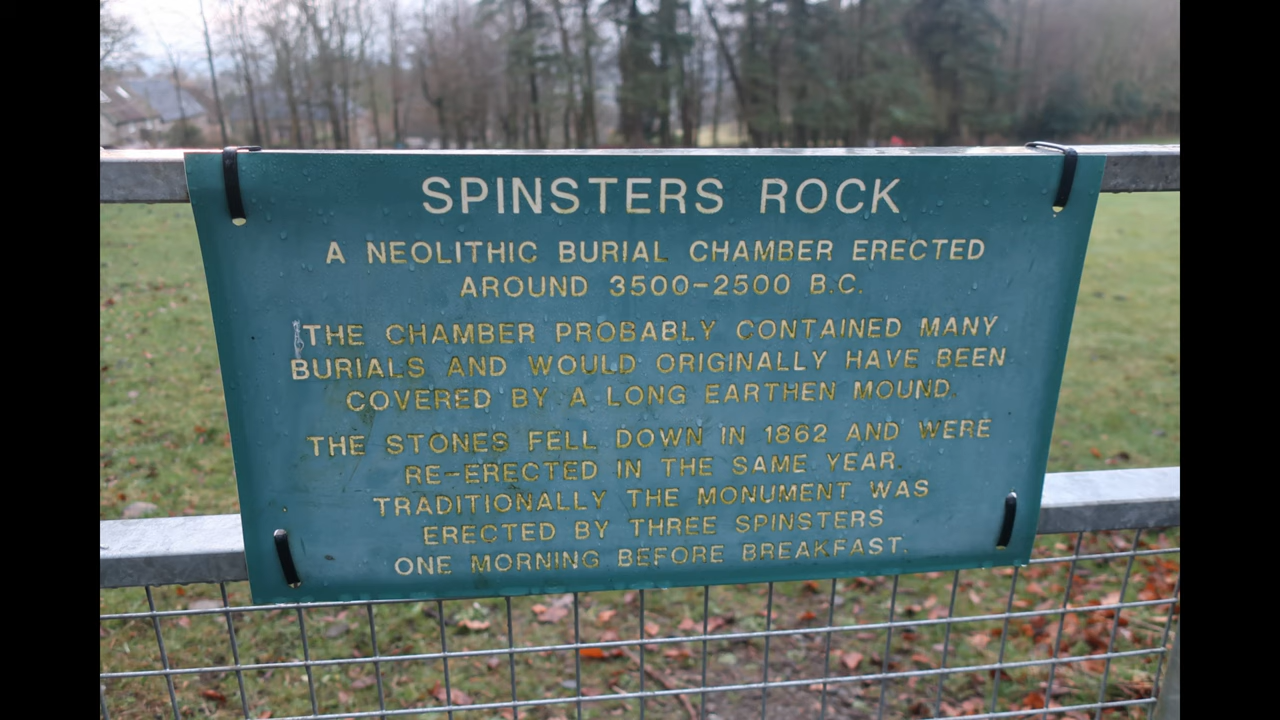 SPINSTERS ROCK
A NEOLITHIC BURIAL CHAMBER ERECTED
AROUND 3500-2500 B.C.
THE CHAMBER PROBABLY CONTAINED MANY
BURIALS AND WOULD ORIGINALLY HAVE BEEN
COVERED BY A LONG EARTHEN MOUND.
THE STONES FELL DOWN IN 1862 AND WERE
RE-ERECTED IN THE SAME YEAR.
TRADITIONALLY THE MONUMENT WAS
ERECTED BY THREE SPINSTERS
ONE MORNING BEFORE BREAKFAST.